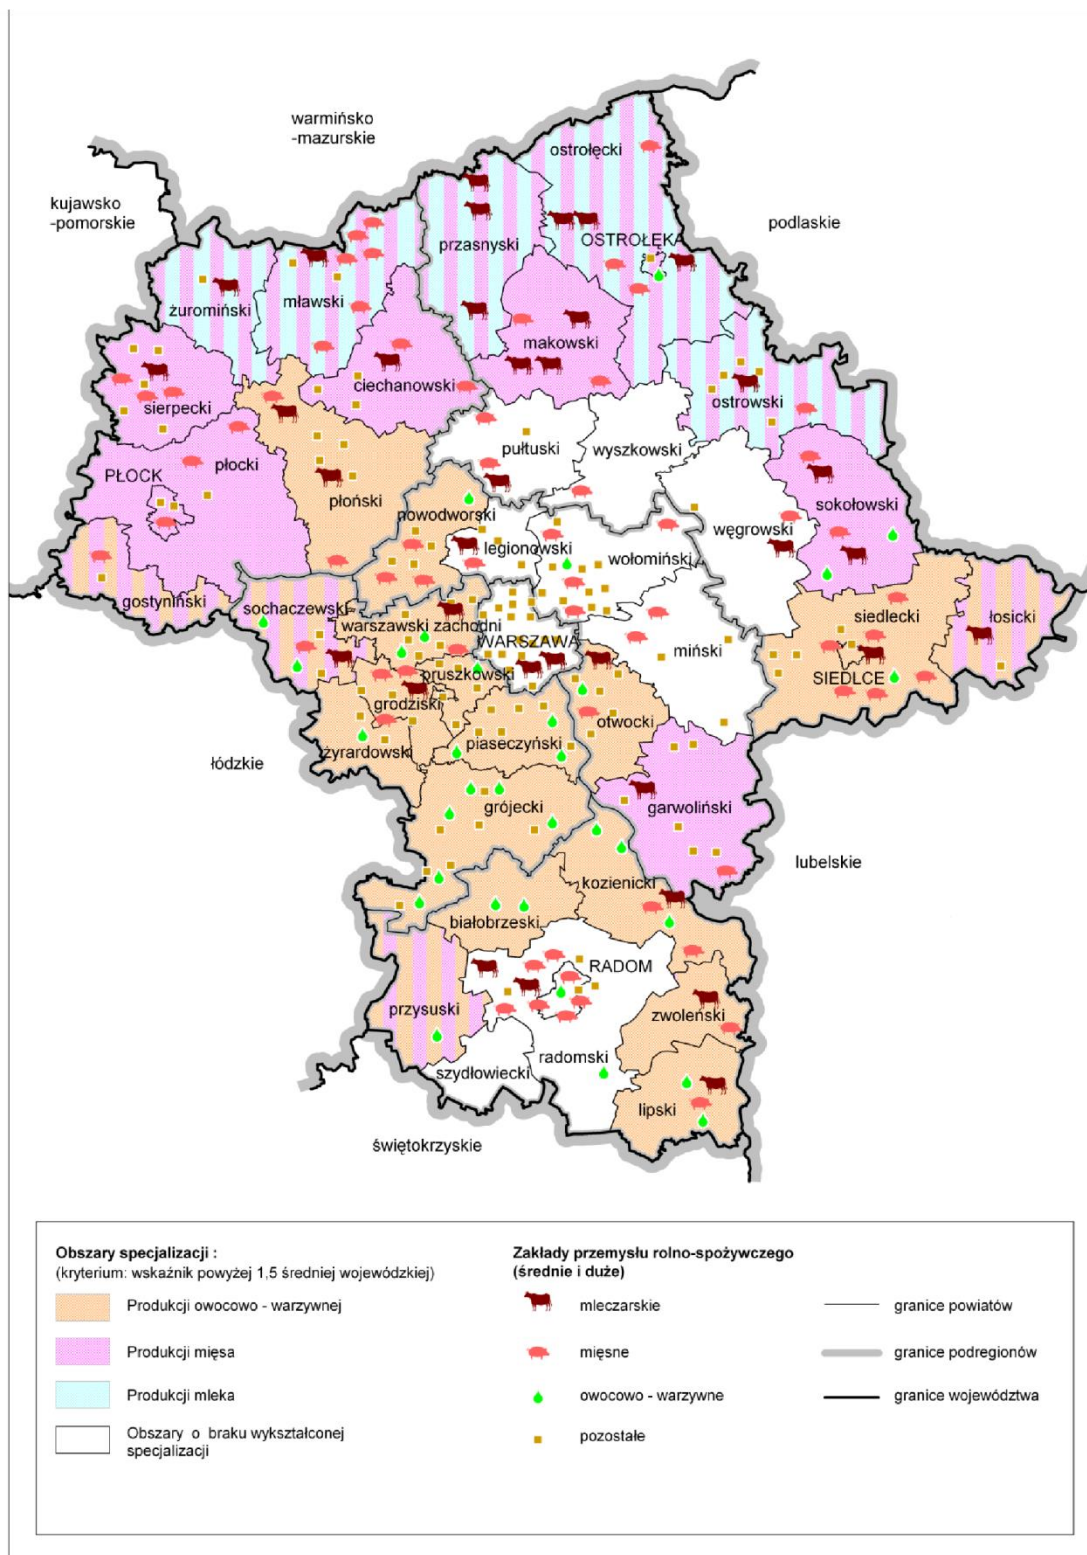 warmińsko
-mazurskie
kujawsko
-pomorskie
podlaskie
ostrołęcki
OSTROŁĘKA
przasnyski
żuromiński
mławski
makowski
ciechanowski
ostrowski
sierpecki
pułtuski
wyszkowski
PŁOCK
płocki
płoński
sokołowski
węgrowski
nowodworski
legionowski
wołomiński
gostyniński
sochaczewski
warszawski zachodni
WARSZAWA
miński
siedlecki
łosicki
SIEDLCE
pruszkowski
grodziski
otwocki
żyrardowski
piaseczyński
łódzkie
grójecki
garwoliński
lubelskie
kozienicki
białobrzeski
RADOM
przysuski
zwoleński
radomski
szydłowiecki
lipski
świętokrzyskie
Obszary specjalizacji :
(kryterium: wskaźnik powyżej 1,5 średniej wojewódzkiej)
Produkcji owocowo - warzywnej
Produkcji mięsa
Produkcji mleka
Obszary o braku wykształconej
specjalizacji
Zakłady przemysłu rolno-spożywczego
(średnie i duże)
mleczarskie
mięsne
owocowo - warzywne
pozostałe
granice powiatów
granice podregionów
granice województwa